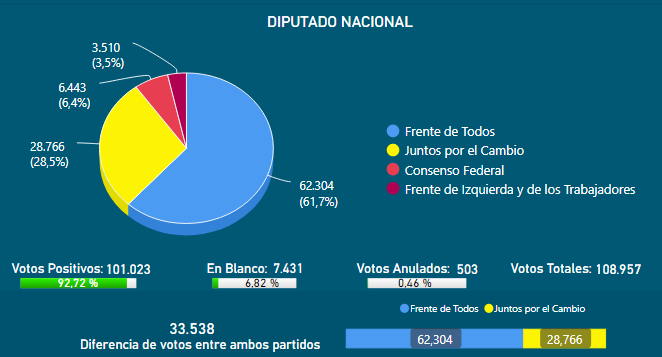 DIPUTADO NACIONAL
3.510
(3,5%)
6.443
(6,4%)
28.766
(28,5%)
62.304
(61,7%)
Frente de Todos
Juntos por el Cambio
Consenso Federal
Frente de Izquierda y de los Trabajadores
Votos Positivos: 101.023
92,72 %
En Blanco: 7.431
6,82 %
Votos Anulados: 503
0,46 %
Votos Totales: 108.957
33.538
Diferencia de votos entre ambos partidos
Frente de Todos Juntos por el Cambio
62,304 28,766